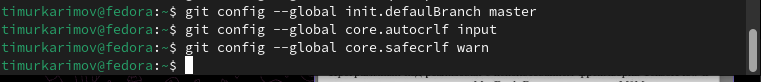 timurkarimov@fedora:~$ git config --global init.defaulBranch master
timurkarimov@fedora:~$ git config --global core.autocrlf input
timurkarimov@fedora:~$ git config --global core.safecrlf warn
timurkarimov@fedora:~$